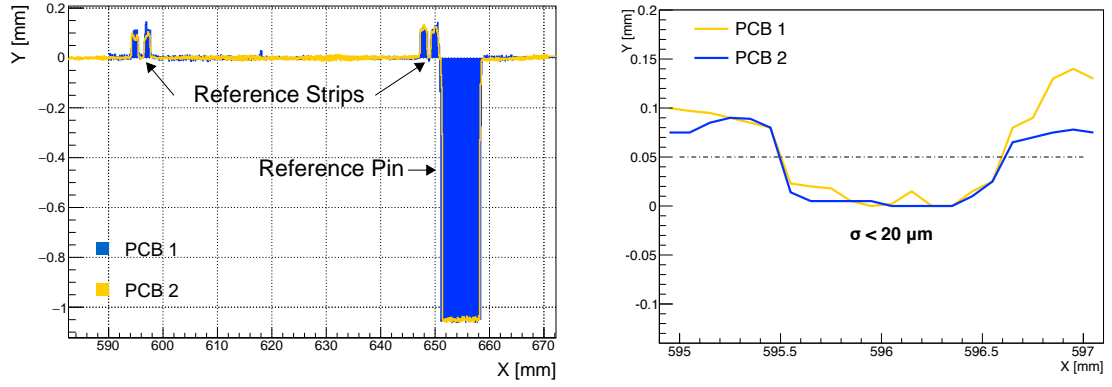 Y [mm]
0.2
0
−0.2
−0.4
−0.6
−0.8
−1
Reference Strips
Reference Pin
PCB 1
PCB 2
590 600 610 620 630 640 650 660 670
X [mm]
Y [mm]
0.2
0.15
0.1
0.05
0
-0.05
-0.1
PCB 1
PCB 2
σ < 20 μm
595 595.5 596 596.5 597
X [mm]